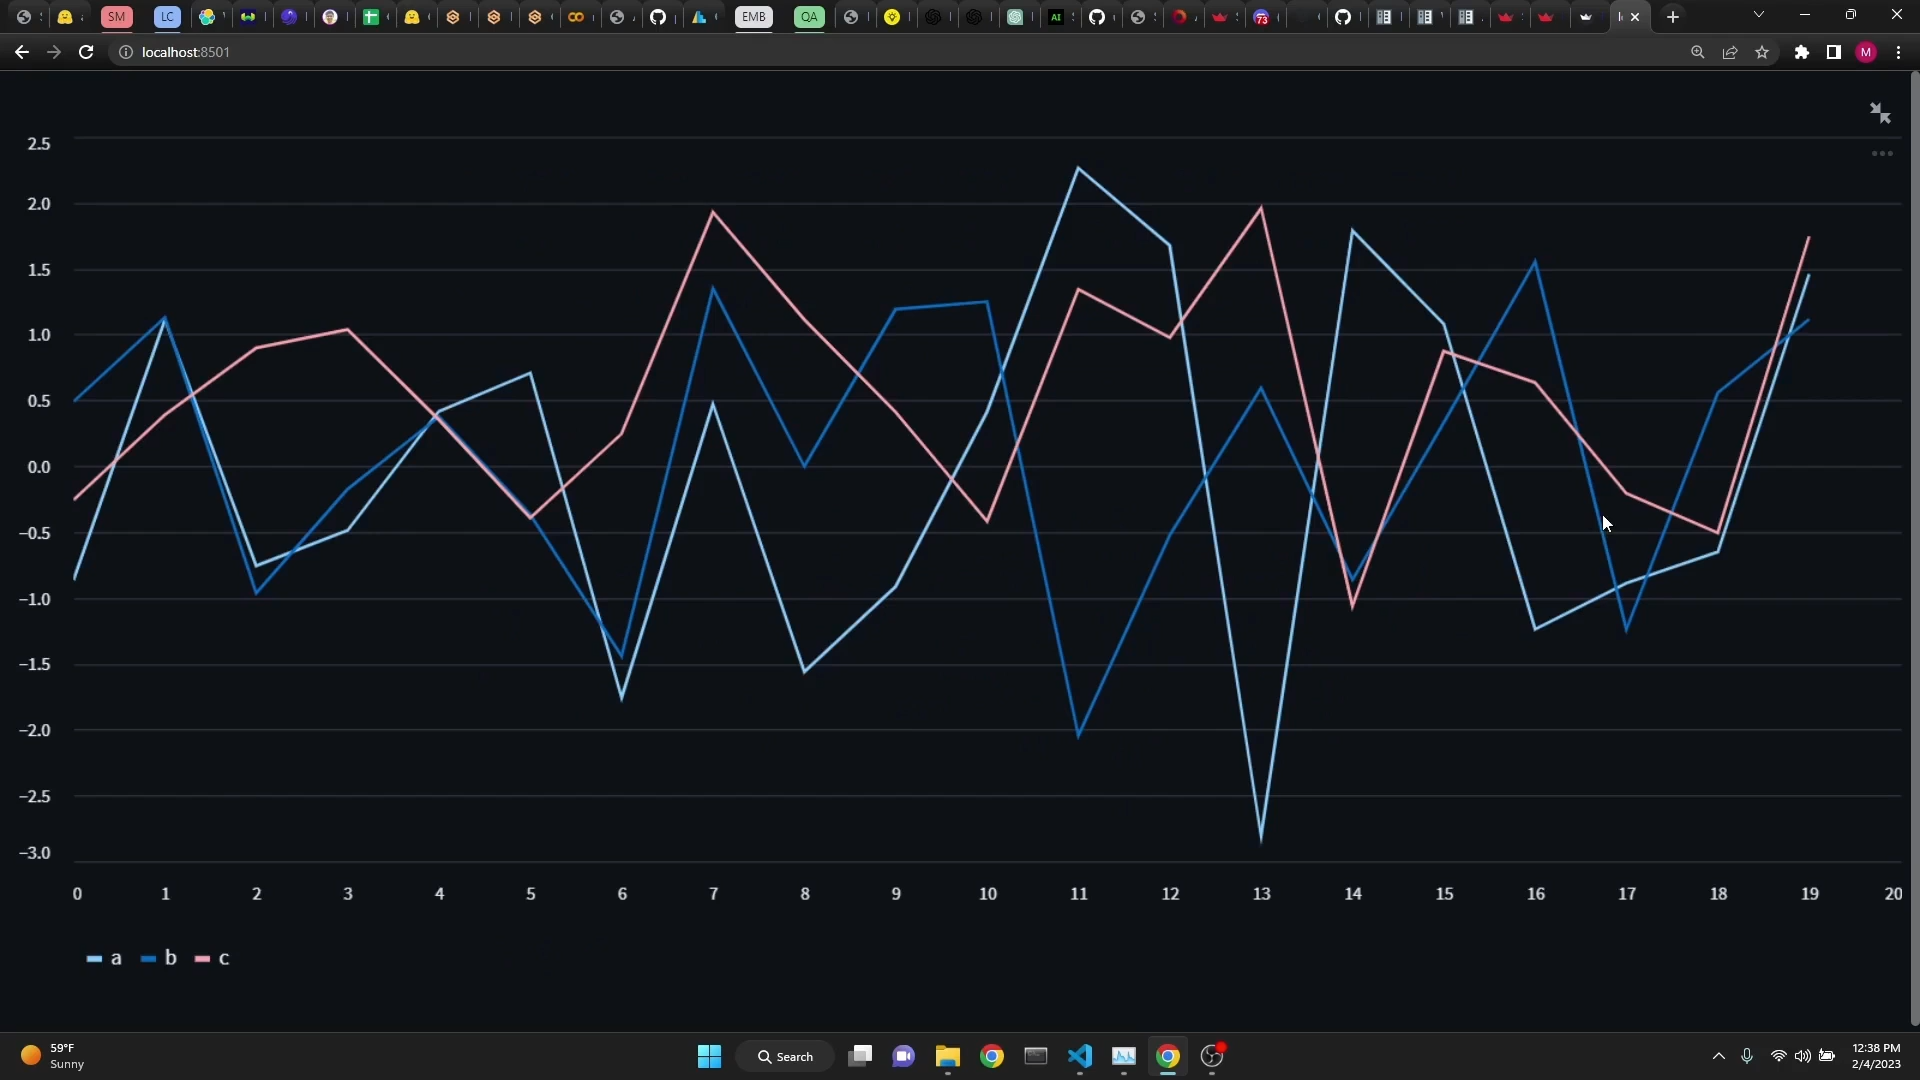 SM
LC
EMB
QA
AI
73
localhost:8501
M
2.5
2.0
1.5
1.0
0.5
0.0
−0.5
−1.0
−1.5
−2.0
−2.5
−3.0
0 1 2 3 4 5 6 7 8 9 10 11 12 13 14 15 16 17 18 19 20
a b c
59°F
Sunny
Search
12:38 PM
2/4/2023